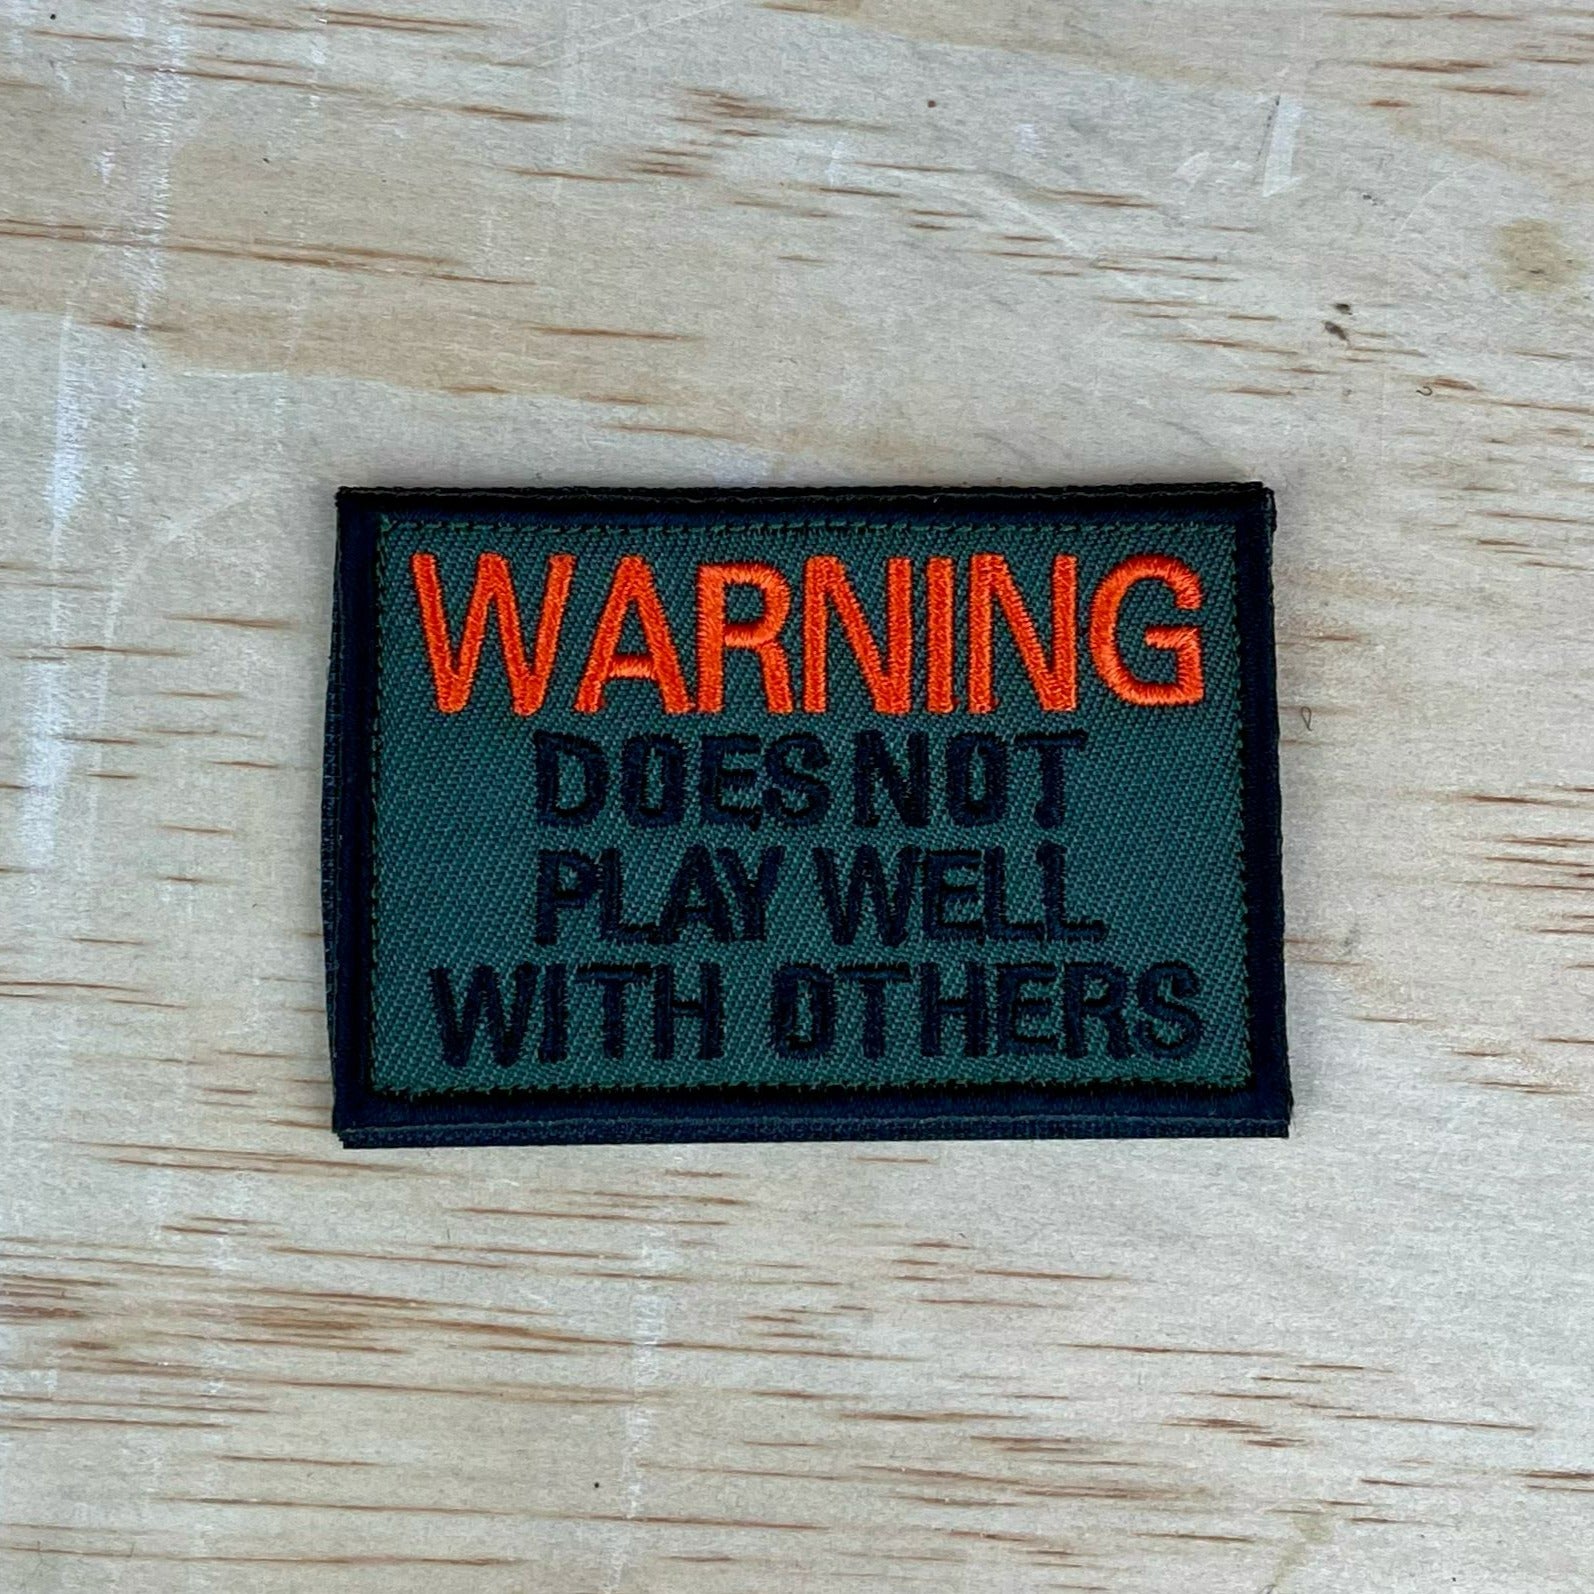 WARNING
DOES NOT
PLAY WELL
WITH OTHERS